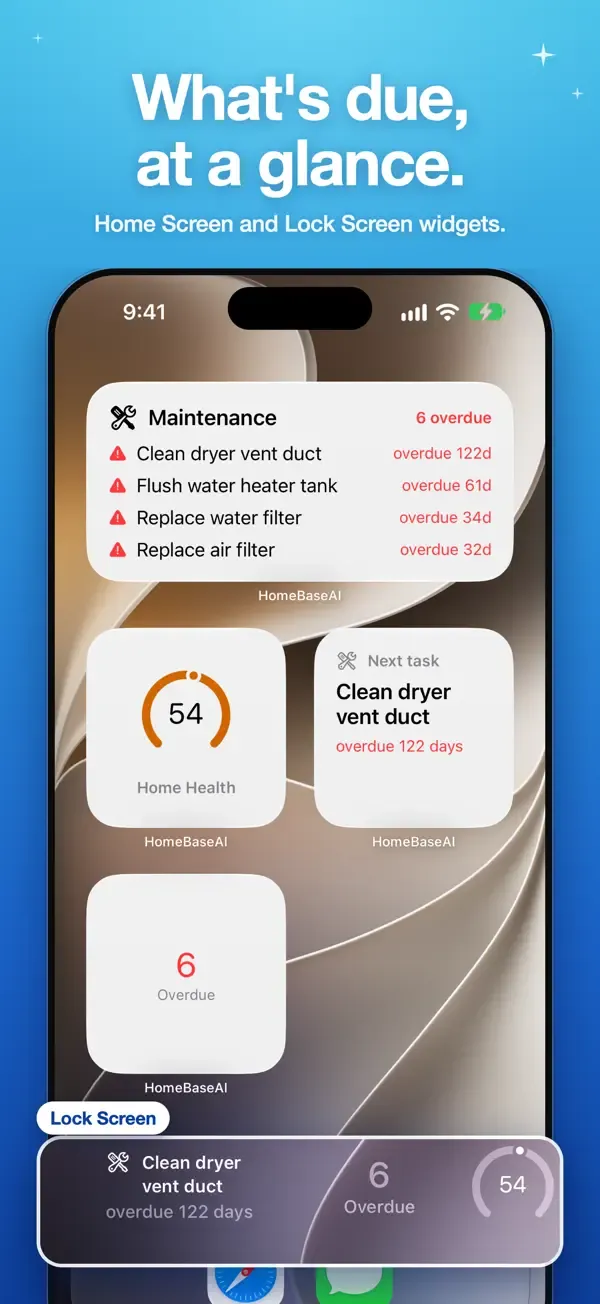 What's due,
at a glance.
Home Screen and Lock Screen widgets.
9:41
Maintenance 6 overdue
Clean dryer vent duct overdue 122d
Flush water heater tank overdue 61d
Replace water filter overdue 34d
Replace air filter overdue 32d
HomeBaseAI
54
Home Health
HomeBaseAI
Next task
Clean dryer
vent duct
overdue 122 days
HomeBaseAI
6
Overdue
HomeBaseAI
Lock Screen
Clean dryer
vent duct
overdue 122 days
6
Overdue
54